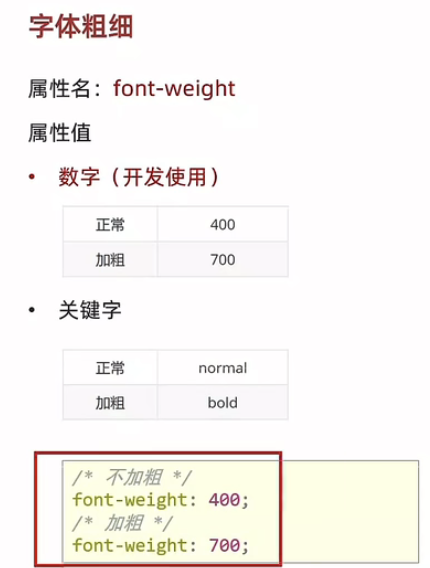 字体粗细
属性名：font-weight
属性值
• 数字（开发使用）
正常 400
加粗 700
• 关键字
正常 normal
加粗 bold
/* 不加粗 */
font-weight: 400;
/* 加粗 */
font-weight: 700;